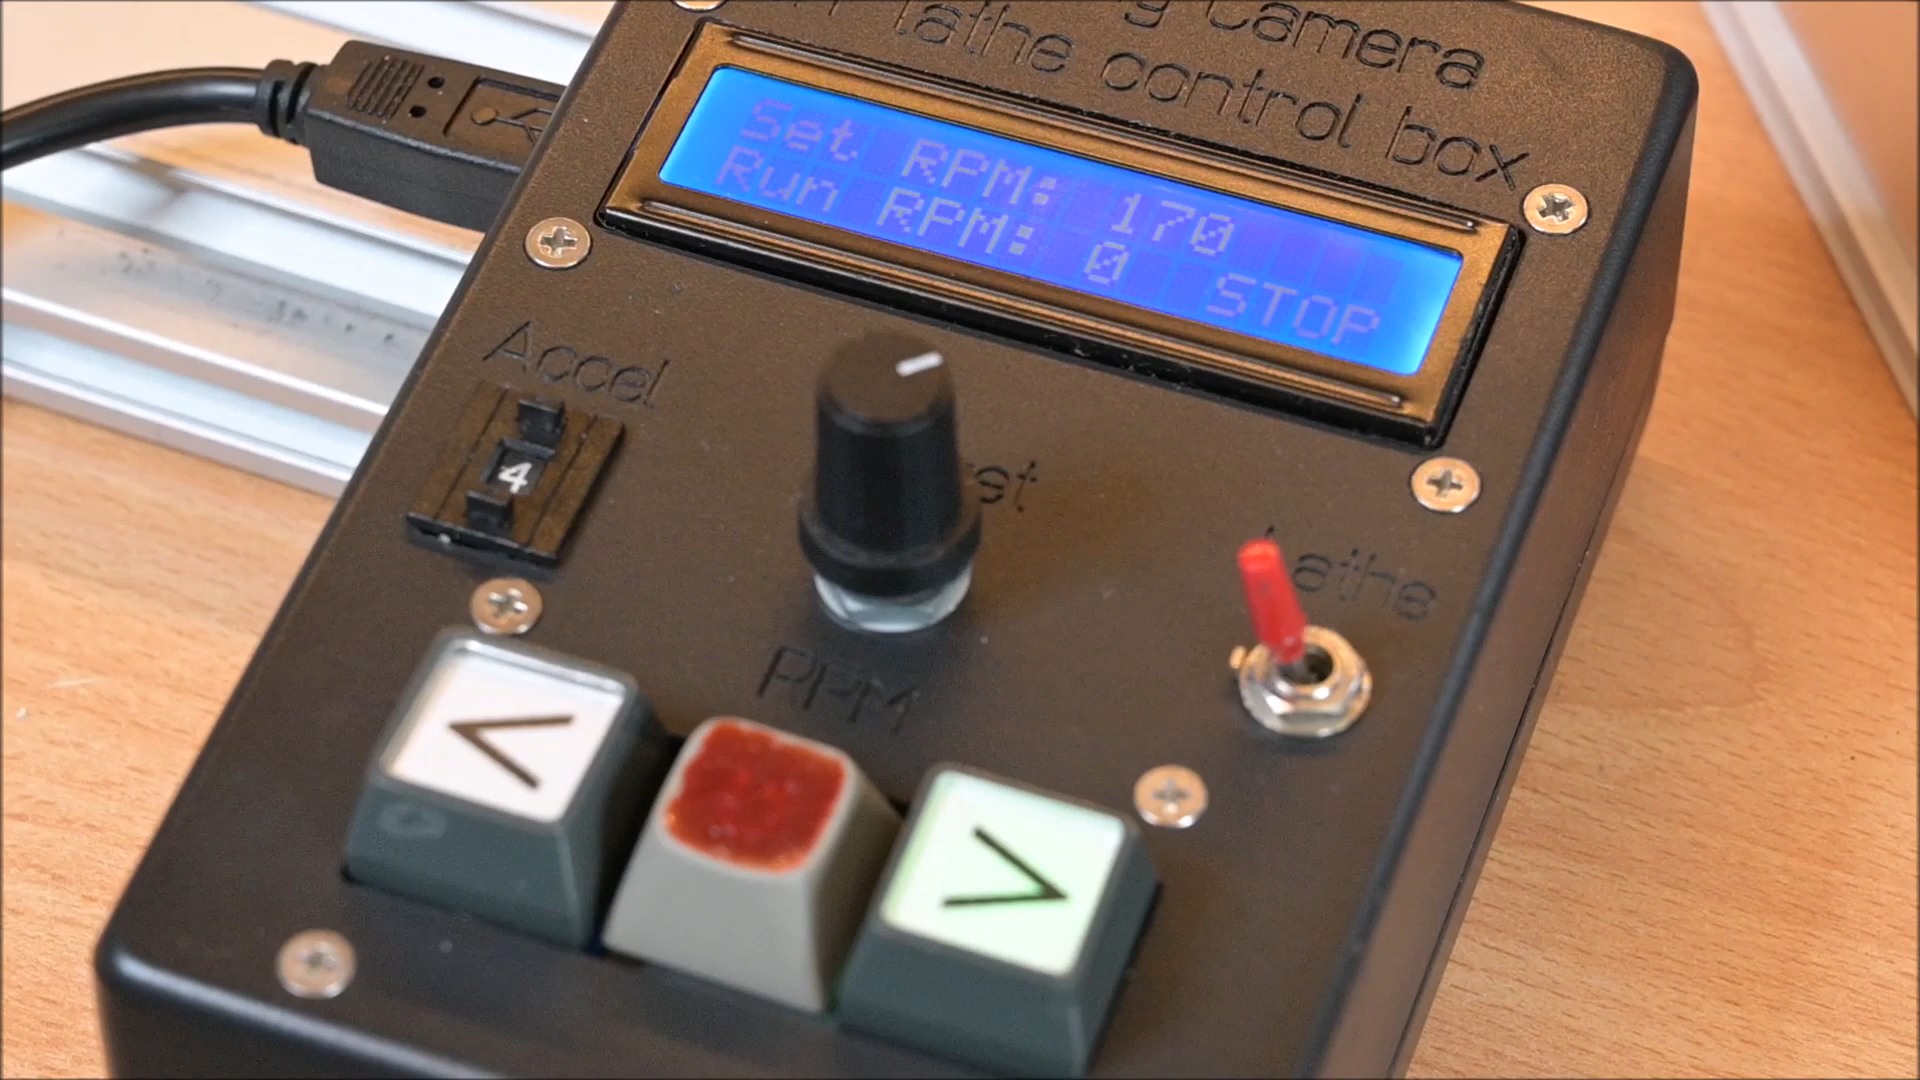 Camera
lathe control box
Set RPM: 170
Run RPM: 0 STOP
Accel
4
Lathe
RPM
<
>